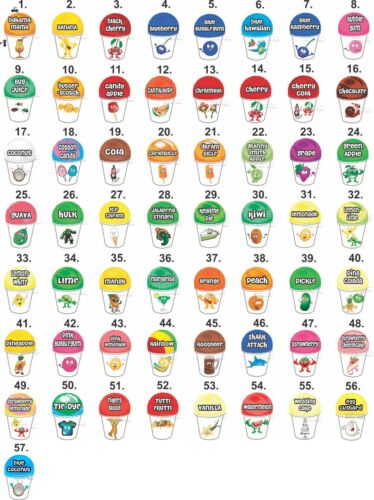 1. 2. 3. 4. 5. 6. 7. 8.
BAHAMA MAMA
BANANA
BLACK CHERRY
BLUEBERRY
BLUE BUBBLEGUM
BLUE HAWAIIAN
BLUE RASPBERRY
BUBBLE GUM
9. 10. 11. 12. 13. 14. 15. 16.
BUG JUICE
BUTTER-SCOTCH
CANDY APPLE
CANTALOUPE
CHERRY
CHERRY COLA
CHOCOLATE
17. 18. 19. 20. 21. 22. 23. 24.
COCONUT
COTTON CANDY
COLA
DREAM SICLE
GRANNY SMITH APPLE
GRAPE
GREEN APPLE
25. 26. 27. 28. 29. 30. 31. 32.
GUAVA
HULK
ICE CREAM
JALAPENO STINGER
KEYLIME PIE
KIWI
LEMONADE
LEMON-LIME
33. 34. 35. 36. 37. 38. 39. 40.
LEMON-WHITE
LIME
MANGO
MARGARITA
ORANGE
PEACH
PICKLE
PINA COLADA
41. 42. 43. 44. 45. 46. 47. 48.
PINEAPPLE
PINK BUBBLEGUM
PINK LEMONADE
RAINBOW
ROOTBEER
SHARK ATTACK
STRAWBERRY
STRAWBERRY CHEESECAKE
49. 50. 51. 52. 53. 54. 55. 56.
STRAWBERRY LEMONADE
TIE DYE
TIGERS BLOOD
TUTTI FRUTTI
VANILLA
WATERMELON
WEDDING CAKE
EGG CUSTARD
57.
BLUE COCONUT